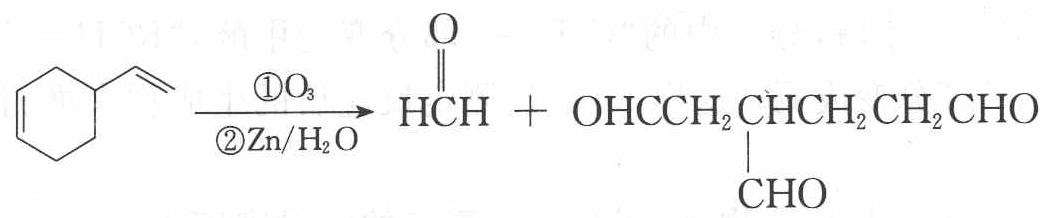 ①O₃
②Zn/H₂O
O
HCH + OHCCH₂CHCH₂CH₂CHO
CHO